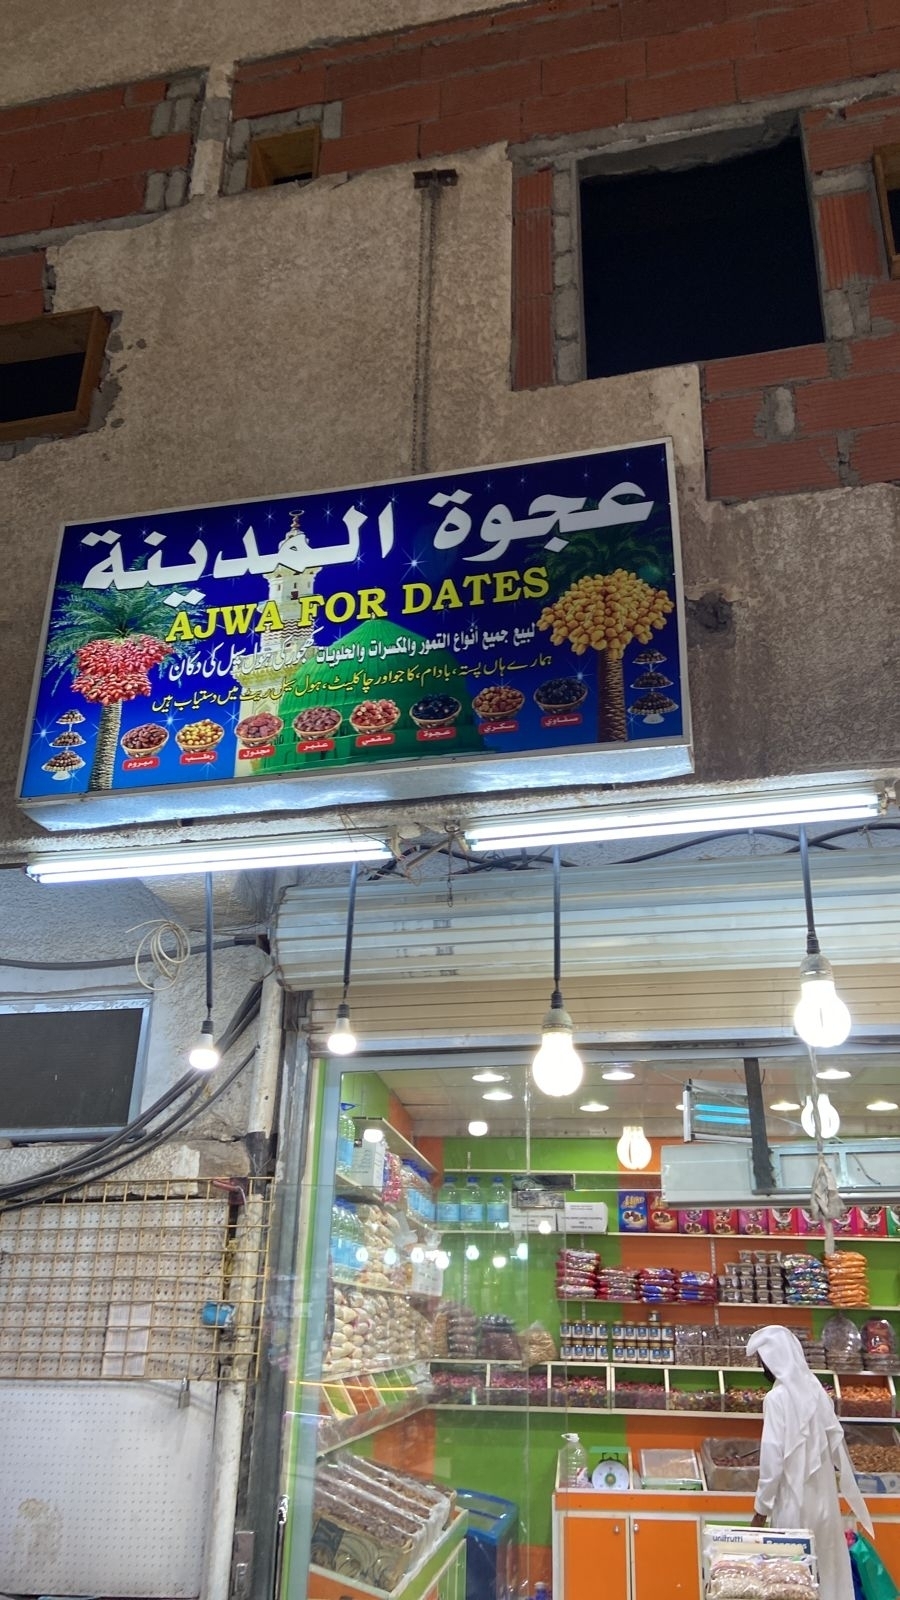 عجوة المدينة
AJWA FOR DATES
لبيع جميع أنواع التمور والمكسرات والحلويات کھجور کی ہول سیل کی دکان
ہمارے ہاں پستہ، بادام، کاجو اور چاکلیٹ، ہول سیل ریٹ میں دستیاب ہیں
صفاوي سكري عجوة صقعي عنبر مجدول رطب مبروم
unifrutti
Bananas